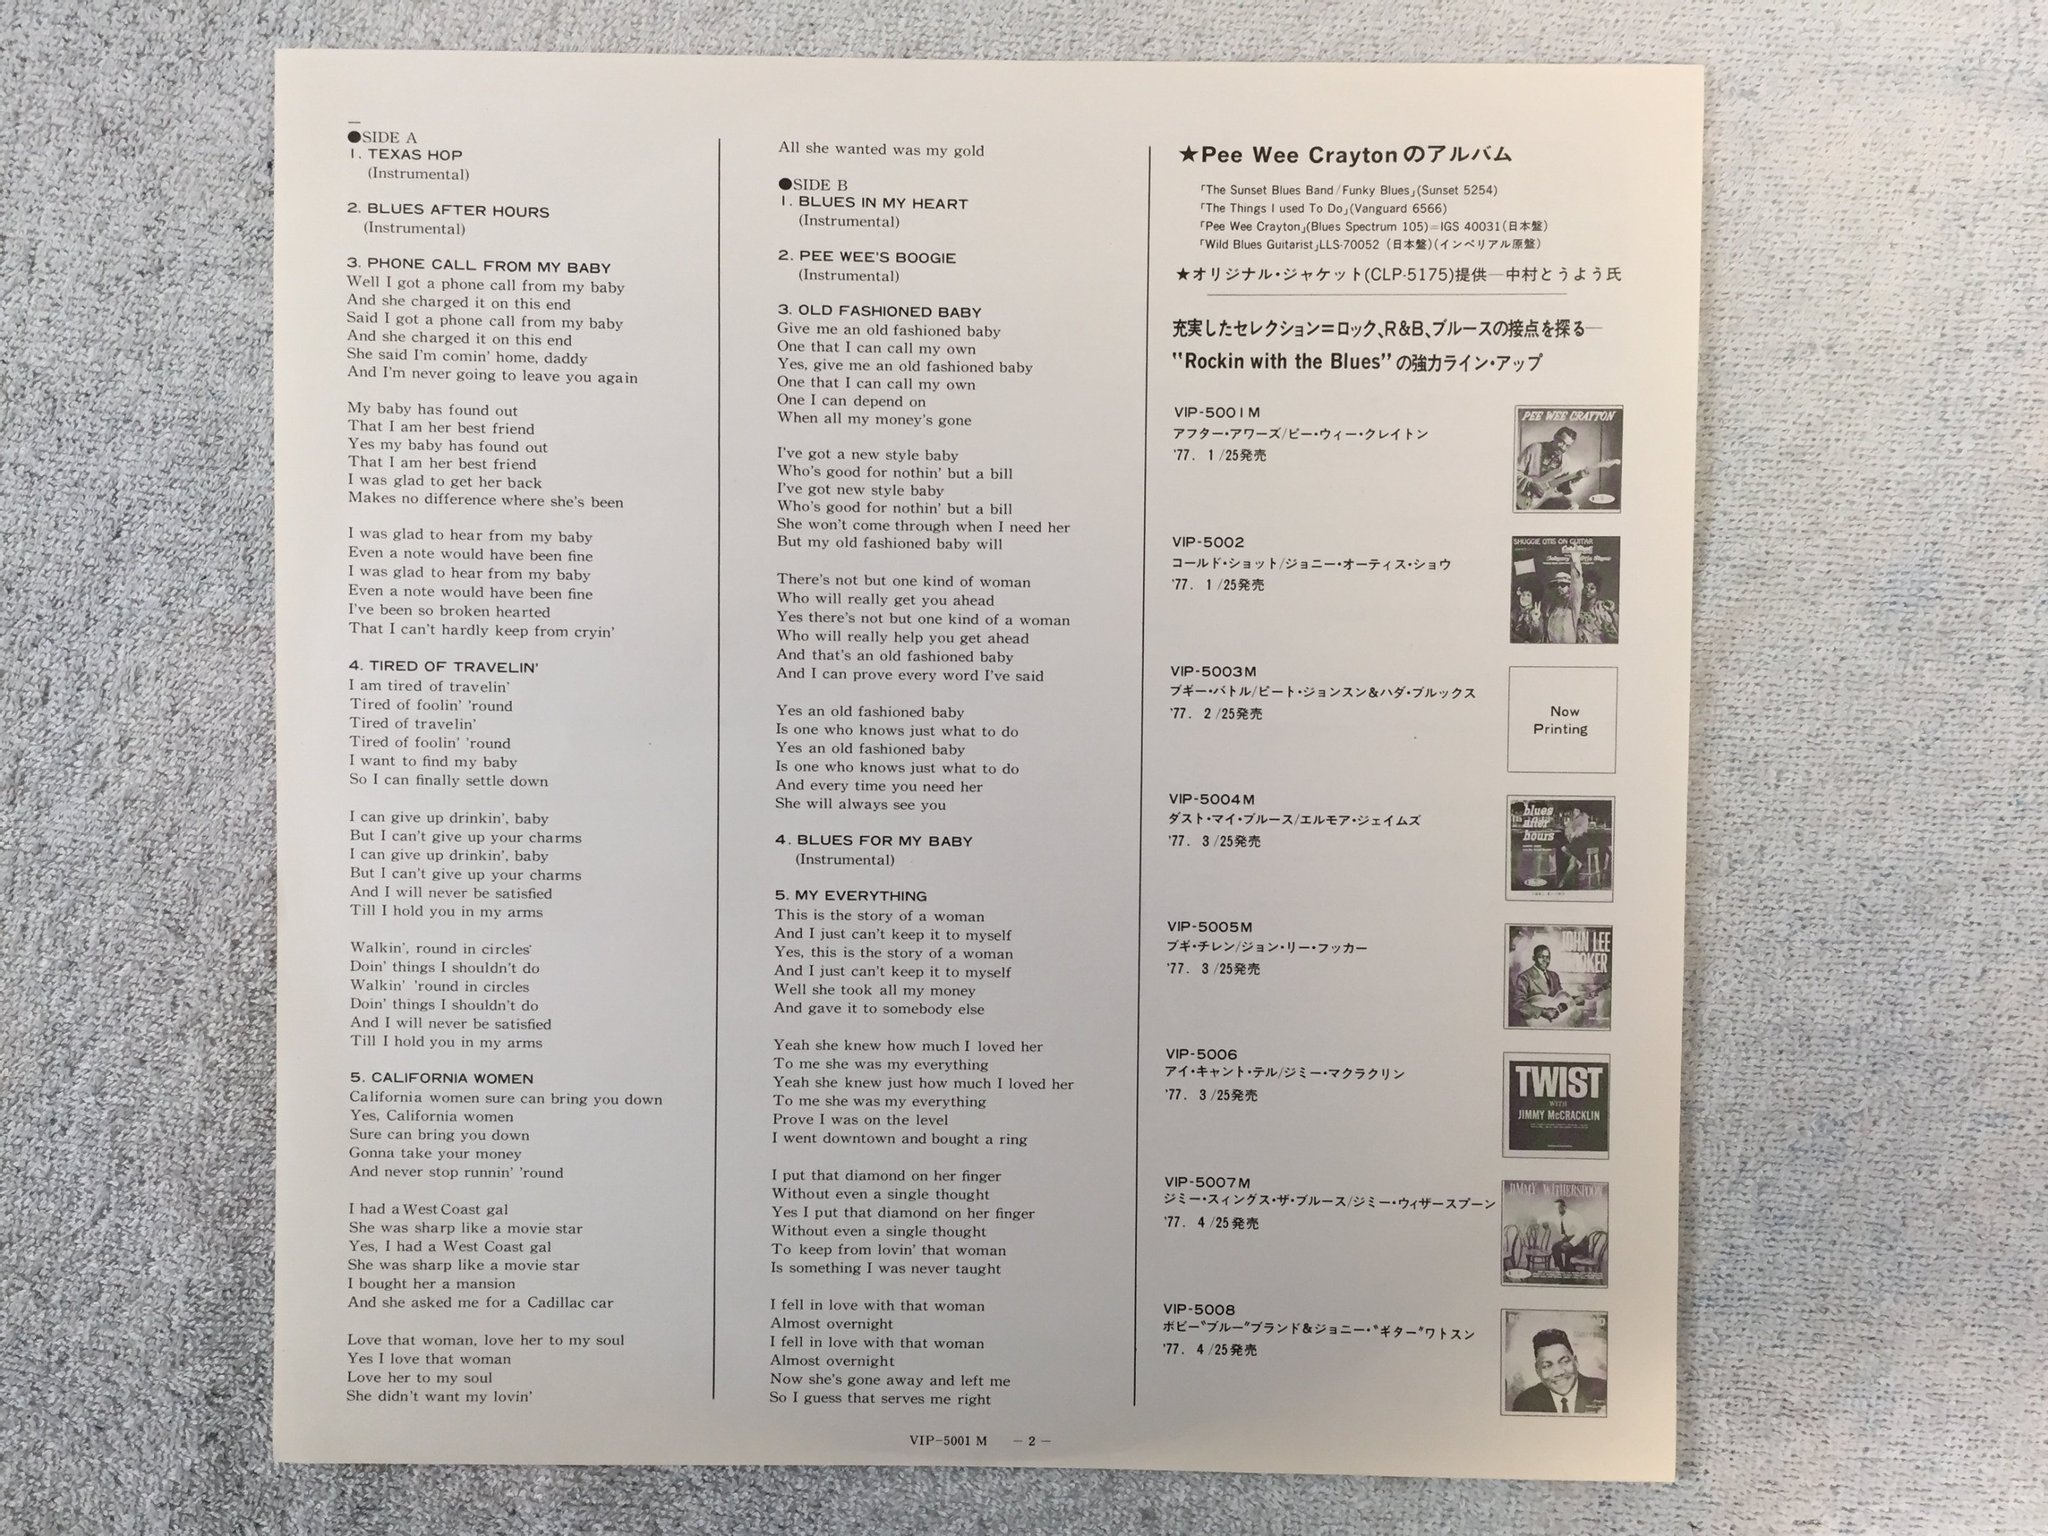 ●SIDE A
1. TEXAS HOP
(Instrumental)
2. BLUES AFTER HOURS
(Instrumental)
3. PHONE CALL FROM MY BABY
Well I got a phone call from my baby
And she charged it on this end
Said I got a phone call from my baby
And she charged it on this end
She said I'm comin' home, daddy
And I'm never going to leave you again
My baby has found out
That I am her best friend
Yes my baby has found out
That I am her best friend
I was glad to get her back
Makes no difference where she's been
I was glad to hear from my baby
Even a note would have been fine
I was glad to hear from my baby
Even a note would have been fine
I've been so broken hearted
That I can't hardly keep from cryin'
4. TIRED OF TRAVELIN'
I am tired of travelin'
Tired of foolin' 'round
Tired of travelin'
Tired of foolin' 'round
I want to find my baby
So I can finally settle down
I can give up drinkin', baby
But I can't give up your charms
I can give up drinkin', baby
But I can't give up your charms
And I will never be satisfied
Till I hold you in my arms
Walkin', round in circles'
Doin' things I shouldn't do
Walkin' 'round in circles
Doin' things I shouldn't do
And I will never be satisfied
Till I hold you in my arms
5. CALIFORNIA WOMEN
California women sure can bring you down
Yes, California women
Sure can bring you down
Gonna take your money
And never stop runnin' 'round
I had a West Coast gal
She was sharp like a movie star
Yes, I had a West Coast gal
She was sharp like a movie star
I bought her a mansion
And she asked me for a Cadillac car
Love that woman, love her to my soul
Yes I love that woman
Love her to my soul
She didn't want my lovin'
All she wanted was my gold
●SIDE B
1. BLUES IN MY HEART
(Instrumental)
2. PEE WEE'S BOOGIE
(Instrumental)
3. OLD FASHIONED BABY
Give me an old fashioned baby
One that I can call my own
Yes, give me an old fashioned baby
One that I can call my own
One I can depend on
When all my money's gone
I've got a new style baby
Who's good for nothin' but a bill
I've got new style baby
Who's good for nothin' but a bill
She won't come through when I need her
But my old fashioned baby will
There's not but one kind of woman
Who will really get you ahead
Yes there's not but one kind of a woman
Who will really help you get ahead
And that's an old fashioned baby
And I can prove every word I've said
Yes an old fashioned baby
Is one who knows just what to do
Yes an old fashioned baby
Is one who knows just what to do
And every time you need her
She will always see you
4. BLUES FOR MY BABY
(Instrumental)
5. MY EVERYTHING
This is the story of a woman
And I just can't keep it to myself
Yes, this is the story of a woman
And I just can't keep it to myself
Well she took all my money
And gave it to somebody else
Yeah she knew how much I loved her
To me she was my everything
Yeah she knew just how much I loved her
To me she was my everything
Prove I was on the level
I went downtown and bought a ring
I put that diamond on her finger
Without even a single thought
Yes I put that diamond on her finger
Without even a single thought
To keep from lovin' that woman
Is something I was never taught
I fell in love with that woman
Almost overnight
I fell in love with that woman
Almost overnight
Now she's gone away and left me
So I guess that serves me right
★Pee Wee Craytonのアルバム
「The Sunset Blues Band/Funky Blues」(Sunset 5254)
「The Things I used To Do」(Vanguard 6566)
「Pee Wee Crayton」(Blues Spectrum 105)=IGS 40031(日本盤)
「Wild Blues Guitarist」LLS-70052 (日本盤)(インペリアル原盤)
★オリジナル・ジャケット(CLP-5175)提供—中村とうよう氏
充実したセレクション=ロック、R&B、ブルースの接点を探る—
"Rockin with the Blues"の強力ライン・アップ
VIP-5001M
アフター・アワーズ/ピー・ウィー・クレイトン
'77. 1/25発売
PEE WEE CRAYTON
VIP-5002
コールド・ショット/ジョニー・オーティス・ショウ
'77. 1/25発売
SHUGGIE OTIS ON GUITAR
VIP-5003M
ブギー・バトル/ピート・ジョンスン&ハダ・ブルックス
'77. 2/25発売
Now
Printing
VIP-5004M
ダスト・マイ・ブルース/エルモア・ジェイムズ
'77. 3/25発売
blues
after
hours
VIP-5005M
ブギ・チレン/ジョン・リー・フッカー
'77. 3/25発売
JOHN LEE
HOOKER
VIP-5006
アイ・キャント・テル/ジミー・マクラクリン
'77. 3/25発売
TWIST
WITH
JIMMY McCRACKLIN
VIP-5007M
ジミー・スィングス・ザ・ブルース/ジミー・ウィザースプーン
'77. 4/25発売
JIMMY WITHERSPOON
VIP-5008
ボビー"ブルー"ブランド&ジョニー・"ギター"ワトスン
'77. 4/25発売
VIP-5001 M — 2 —